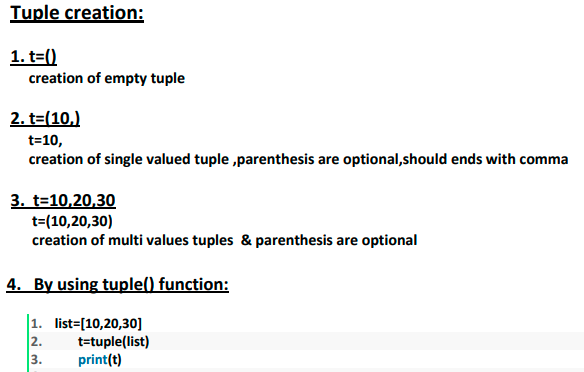 Tuple creation:
1. t=()
creation of empty tuple
2. t=(10,)
t=10,
creation of single valued tuple ,parenthesis are optional,should ends with comma
3. t=10,20,30
t=(10,20,30)
creation of multi values tuples & parenthesis are optional
4. By using tuple() function:
1. list=[10,20,30]
2. t=tuple(list)
3. print(t)